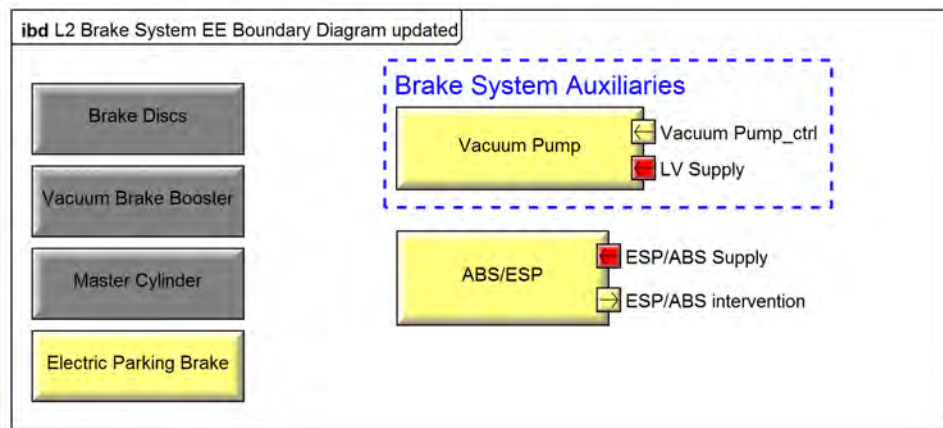 ibd L2 Brake System EE Boundary Diagram updated
Brake Discs
Vacuum Brake Booster
Master Cylinder
Electric Parking Brake
Brake System Auxiliaries
Vacuum Pump
Vacuum Pump_ctrl
LV Supply
ABS/ESP
ESP/ABS Supply
ESP/ABS intervention